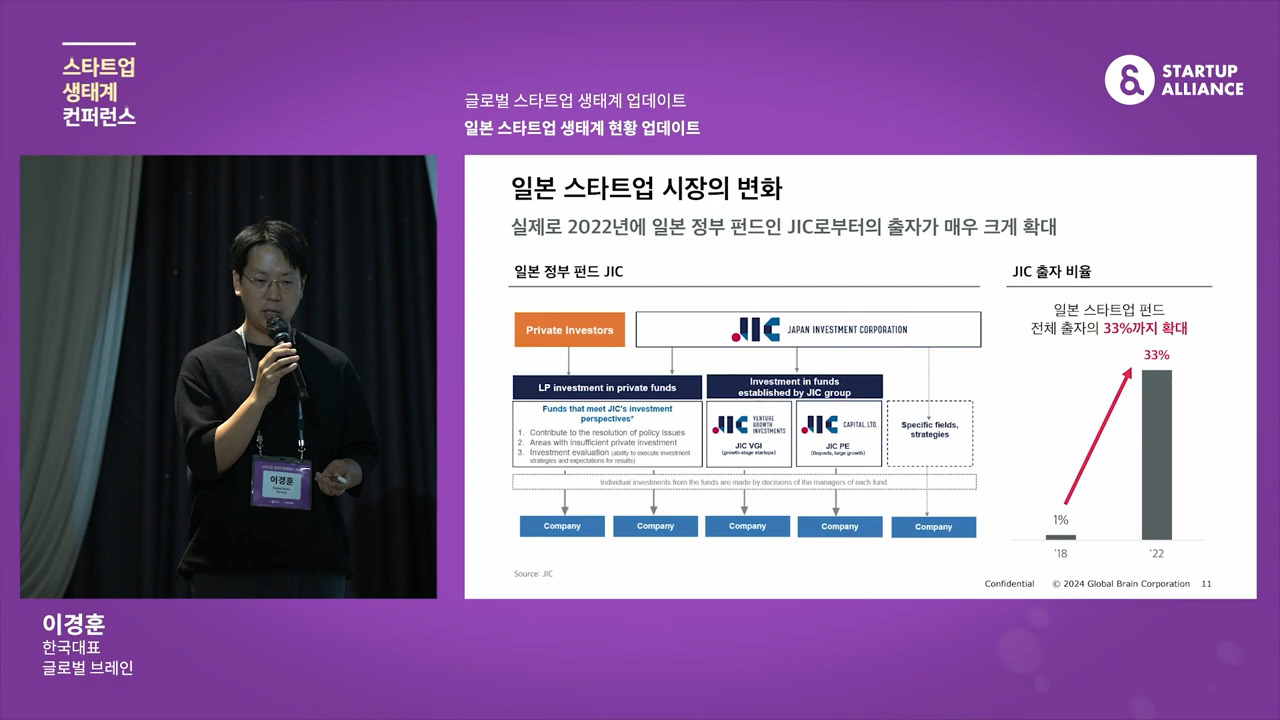 스타트업
생태계
컨퍼런스
STARTUP
ALLIANCE
글로벌 스타트업 생태계 업데이트
일본 스타트업 생태계 현황 업데이트
일본 스타트업 시장의 변화
실제로 2022년에 일본 정부 펀드인 JIC로부터의 출자가 매우 크게 확대
일본 정부 펀드 JIC
Private Investors
JIC JAPAN INVESTMENT CORPORATION
LP investment in private funds
Investment in funds
established by JIC group
Funds that meet JIC's investment
perspectives*
1. Contribute to the resolution of policy issues
2. Areas with insufficient private investment
3. Investment evaluation (ability to execute investment
strategies and expectations for results)
JIC VENTURE
GROWTH
INVESTMENTS
JIC VGI
(growth-stage startups)
JIC CAPITAL, LTD.
JIC PE
(Buyouts, large growth)
Specific fields,
strategies
Individual investments from the funds are made by decisions of the managers of each fund.
Company
Company
Company
Company
Company
Source: JIC
JIC 출자 비율
일본 스타트업 펀드
전체 출자의 33%까지 확대
33%
1%
'18
'22
Confidential © 2024 Global Brain Corporation 11
이경훈
이경훈
한국대표
글로벌 브레인